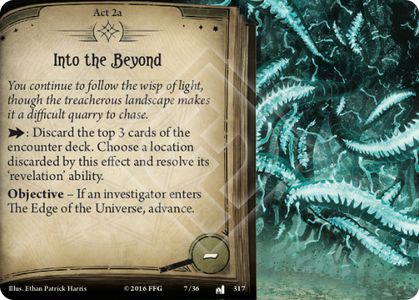 Act 2a
Into the Beyond
You continue to follow the wisp of light,
though the treacherous landscape makes
it a difficult quarry to chase.
: Discard the top 3 cards of the
encounter deck. Choose a location
discarded by this effect and resolve its
‘revelation’ ability.
Objective – If an investigator enters
The Edge of the Universe, advance.
–
Illus. Ethan Patrick Harris
© 2016 FFG
7/36
317